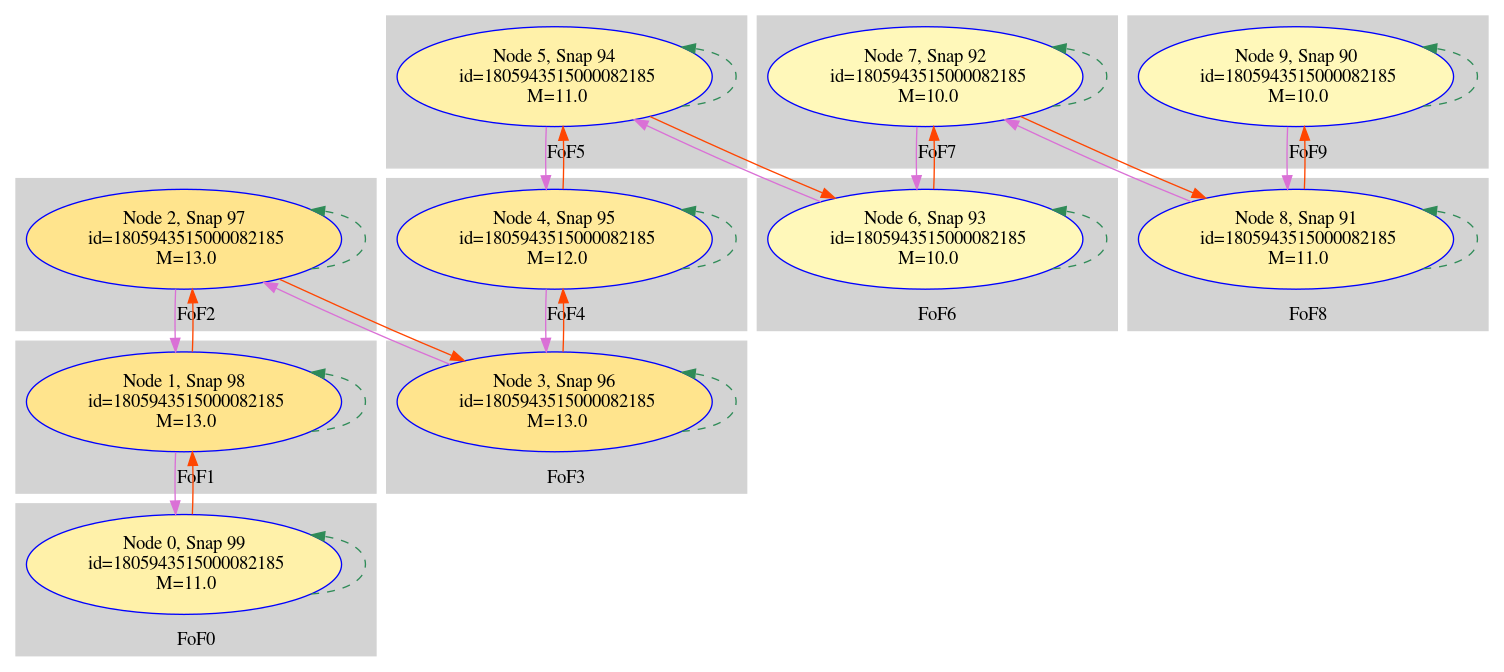 Node 5, Snap 94
id=1805943515000082185
M=11.0
FoF5
Node 7, Snap 92
id=1805943515000082185
M=10.0
FoF7
Node 9, Snap 90
id=1805943515000082185
M=10.0
FoF9
Node 2, Snap 97
id=1805943515000082185
M=13.0
FoF2
Node 4, Snap 95
id=1805943515000082185
M=12.0
FoF4
Node 6, Snap 93
id=1805943515000082185
M=10.0
FoF6
Node 8, Snap 91
id=1805943515000082185
M=11.0
FoF8
Node 1, Snap 98
id=1805943515000082185
M=13.0
FoF1
Node 3, Snap 96
id=1805943515000082185
M=13.0
FoF3
Node 0, Snap 99
id=1805943515000082185
M=11.0
FoF0